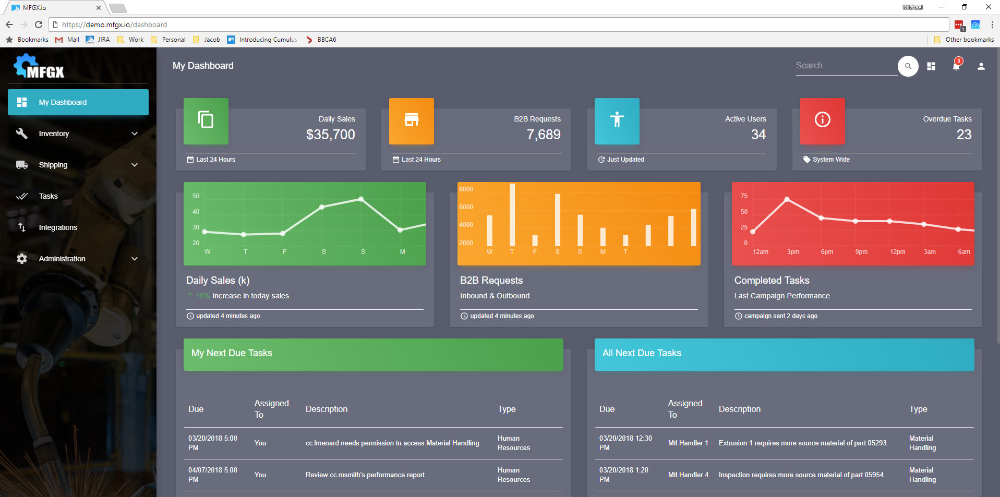 MFGX.io
Michael
https://demo.mfgx.io/dashboard
1
Bookmarks
Mail
JIRA
Work
Personal
Jacob
Introducing Cumulus
BBCA6
Other bookmarks
MFGX
My Dashboard
Search
3
My Dashboard
Inventory
Shipping
Tasks
Integrations
Administration
Daily Sales
$35,700
Last 24 Hours
B2B Requests
7,689
Last 24 Hours
Active Users
34
Just Updated
Overdue Tasks
23
System Wide
50
40
30
20
W T F S S M
Daily Sales (k)
15% increase in today sales.
updated 4 minutes ago
8000
6000
4000
2000
W T F S S M T
B2B Requests
Inbound & Outbound
updated 4 minutes ago
75
50
25
0
12am 3pm 6pm 9pm 12pm 3am 6am
Completed Tasks
Last Campaign Performance
campaign sent 2 days ago
My Next Due Tasks
Due Assigned To Description Type
03/20/2018 5:00 PM You cc.lmenard needs permission to access Material Handling Human Resources
04/07/2018 5:00 PM You Review cc.msmith's performance report. Human Resources
All Next Due Tasks
Due Assigned To Description Type
03/20/2018 12:30 PM Mtl.Handler 1 Extrusion 1 requires more source material of part 05293. Material Handling
03/20/2018 1:20 PM Mtl.Handler 4 Inspection requires more source material of part 05954. Material Handling